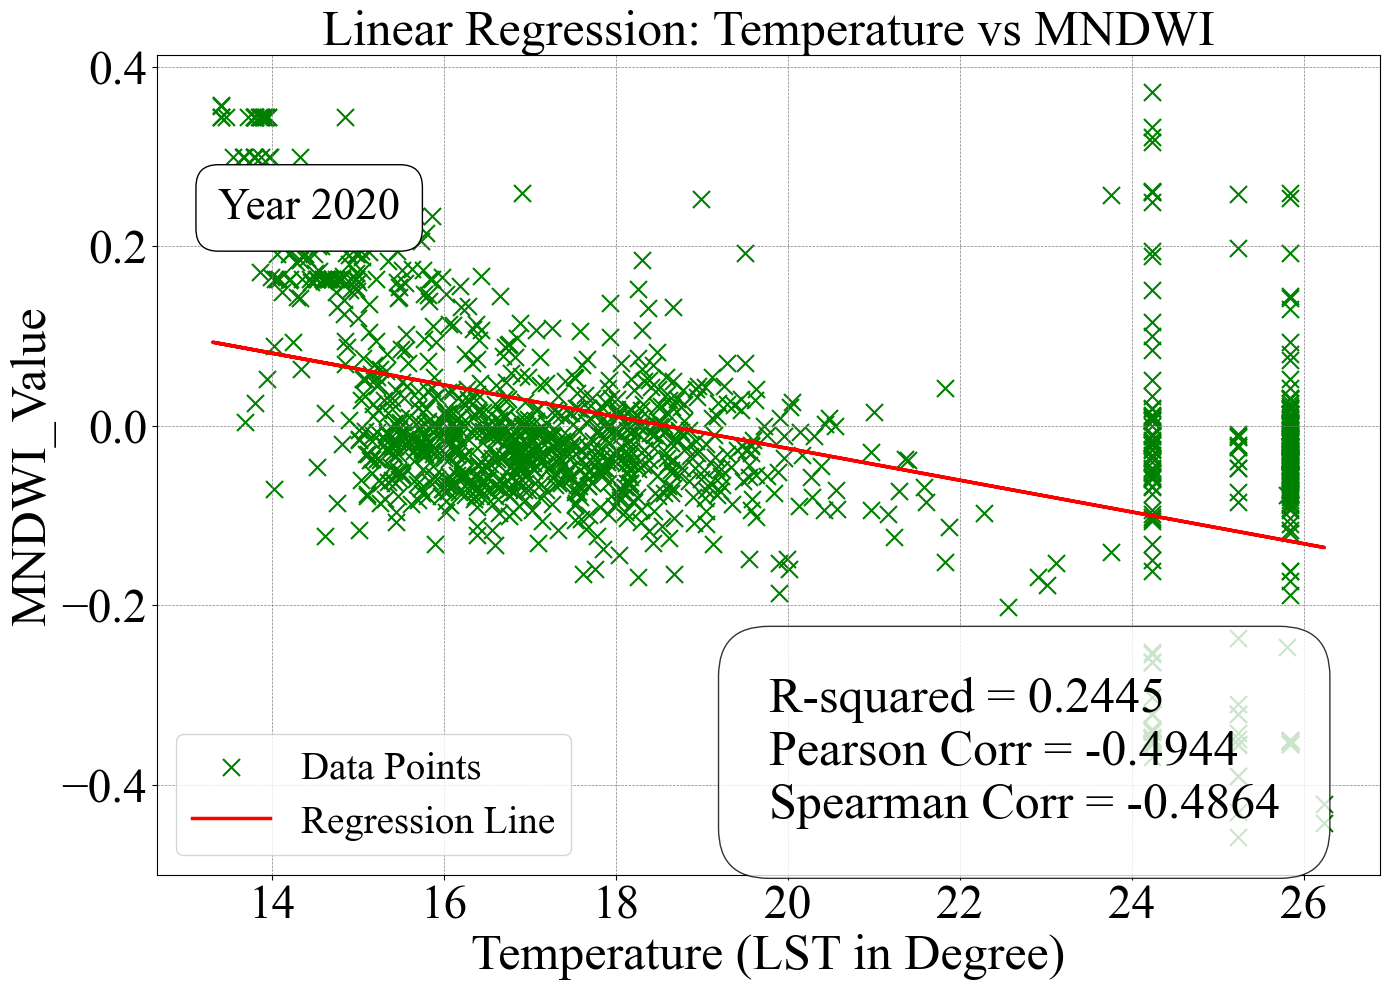 Linear Regression: Temperature vs MNDWI
MNDWI_Value
0.4
0.2
0.0
−0.2
−0.4
Year 2020
R-squared = 0.2445
Pearson Corr = -0.4944
Spearman Corr = -0.4864
Data Points
Regression Line
14 16 18 20 22 24 26
Temperature (LST in Degree)